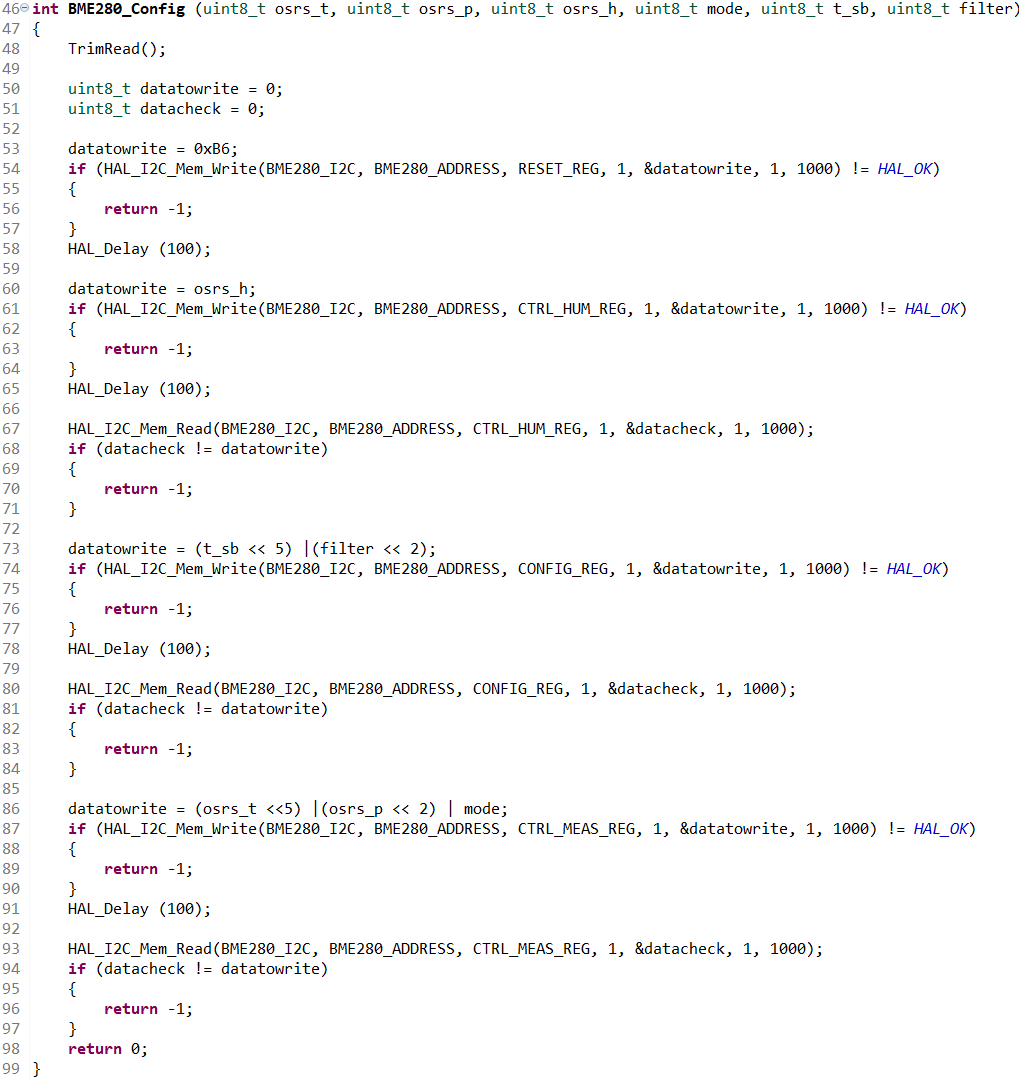 46 int BME280_Config (uint8_t osrs_t, uint8_t osrs_p, uint8_t osrs_h, uint8_t mode, uint8_t t_sb, uint8_t filter)
47 {
48     TrimRead();
49
50     uint8_t datatowrite = 0;
51     uint8_t datacheck = 0;
52
53     datatowrite = 0xB6;
54     if (HAL_I2C_Mem_Write(BME280_I2C, BME280_ADDRESS, RESET_REG, 1, &datatowrite, 1, 1000) != HAL_OK)
55     {
56         return -1;
57     }
58     HAL_Delay (100);
59
60     datatowrite = osrs_h;
61     if (HAL_I2C_Mem_Write(BME280_I2C, BME280_ADDRESS, CTRL_HUM_REG, 1, &datatowrite, 1, 1000) != HAL_OK)
62     {
63         return -1;
64     }
65     HAL_Delay (100);
66
67     HAL_I2C_Mem_Read(BME280_I2C, BME280_ADDRESS, CTRL_HUM_REG, 1, &datacheck, 1, 1000);
68     if (datacheck != datatowrite)
69     {
70         return -1;
71     }
72
73     datatowrite = (t_sb << 5) |(filter << 2);
74     if (HAL_I2C_Mem_Write(BME280_I2C, BME280_ADDRESS, CONFIG_REG, 1, &datatowrite, 1, 1000) != HAL_OK)
75     {
76         return -1;
77     }
78     HAL_Delay (100);
79
80     HAL_I2C_Mem_Read(BME280_I2C, BME280_ADDRESS, CONFIG_REG, 1, &datacheck, 1, 1000);
81     if (datacheck != datatowrite)
82     {
83         return -1;
84     }
85
86     datatowrite = (osrs_t <<5) |(osrs_p << 2) | mode;
87     if (HAL_I2C_Mem_Write(BME280_I2C, BME280_ADDRESS, CTRL_MEAS_REG, 1, &datatowrite, 1, 1000) != HAL_OK)
88     {
89         return -1;
90     }
91     HAL_Delay (100);
92
93     HAL_I2C_Mem_Read(BME280_I2C, BME280_ADDRESS, CTRL_MEAS_REG, 1, &datacheck, 1, 1000);
94     if (datacheck != datatowrite)
95     {
96         return -1;
97     }
98     return 0;
99 }